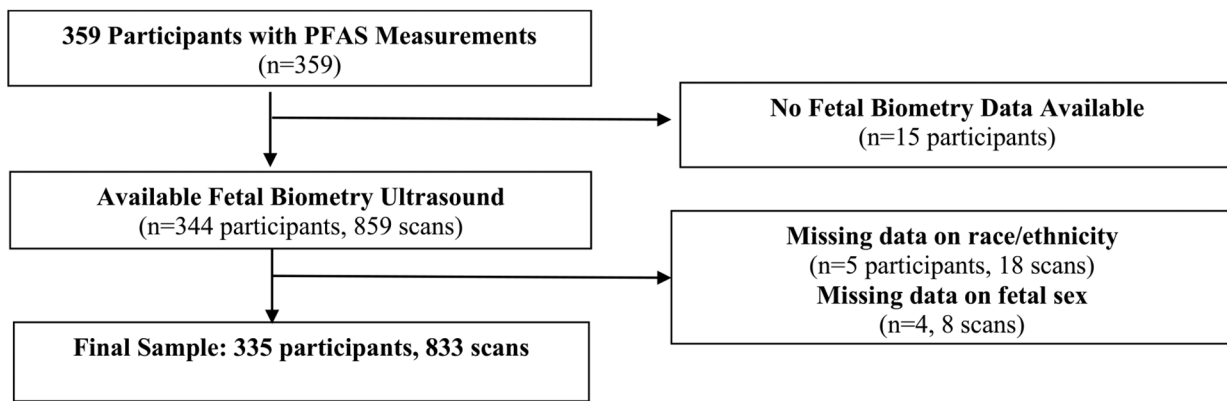 359 Participants with PFAS Measurements
(n=359)
No Fetal Biometry Data Available
(n=15 participants)
Available Fetal Biometry Ultrasound
(n=344 participants, 859 scans)
Missing data on race/ethnicity
(n=5 participants, 18 scans)
Missing data on fetal sex
(n=4, 8 scans)
Final Sample: 335 participants, 833 scans